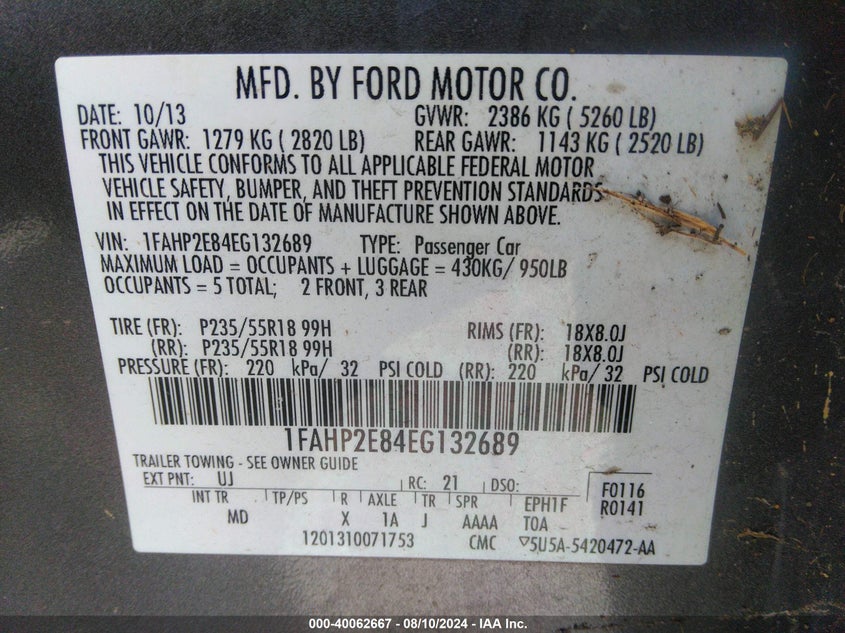 MFD. BY FORD MOTOR CO.
DATE: 10/13 GVWR: 2386 KG ( 5260 LB)
FRONT GAWR: 1279 KG ( 2820 LB) REAR GAWR: 1143 KG ( 2520 LB)
THIS VEHICLE CONFORMS TO ALL APPLICABLE FEDERAL MOTOR
VEHICLE SAFETY, BUMPER, AND THEFT PREVENTION STANDARDS
IN EFFECT ON THE DATE OF MANUFACTURE SHOWN ABOVE.
VIN: 1FAHP2E84EG132689 TYPE: Passenger Car
MAXIMUM LOAD = OCCUPANTS + LUGGAGE = 430KG/ 950LB
OCCUPANTS = 5 TOTAL; 2 FRONT, 3 REAR
TIRE (FR): P235/55R18 99H RIMS (FR): 18X8.0J
(RR): P235/55R18 99H (RR): 18X8.0J
PRESSURE (FR): 220 kPa/ 32 PSI COLD (RR): 220 kPa/ 32 PSI COLD
1FAHP2E84EG132689
TRAILER TOWING - SEE OWNER GUIDE
EXT PNT: UJ RC: 21 DSO: F0116
INT TR TP/PS R AXLE TR SPR EPH1F R0141
MD X 1A J AAAA TOA
1201310071753 CMC ▽5U5A-5420472-AA
000-40062667 - 08/10/2024 - IAA Inc.